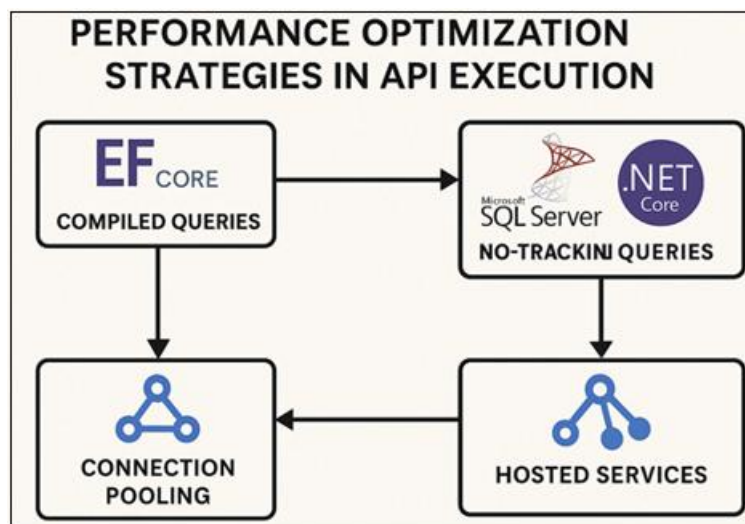 PERFORMANCE OPTIMIZATION
STRATEGIES IN API EXECUTION
EF CORE
COMPILED QUERIES
Microsoft
SQL Server
.NET
Core
NO-TRACKINI QUERIES
CONNECTION
POOLING
HOSTED SERVICES